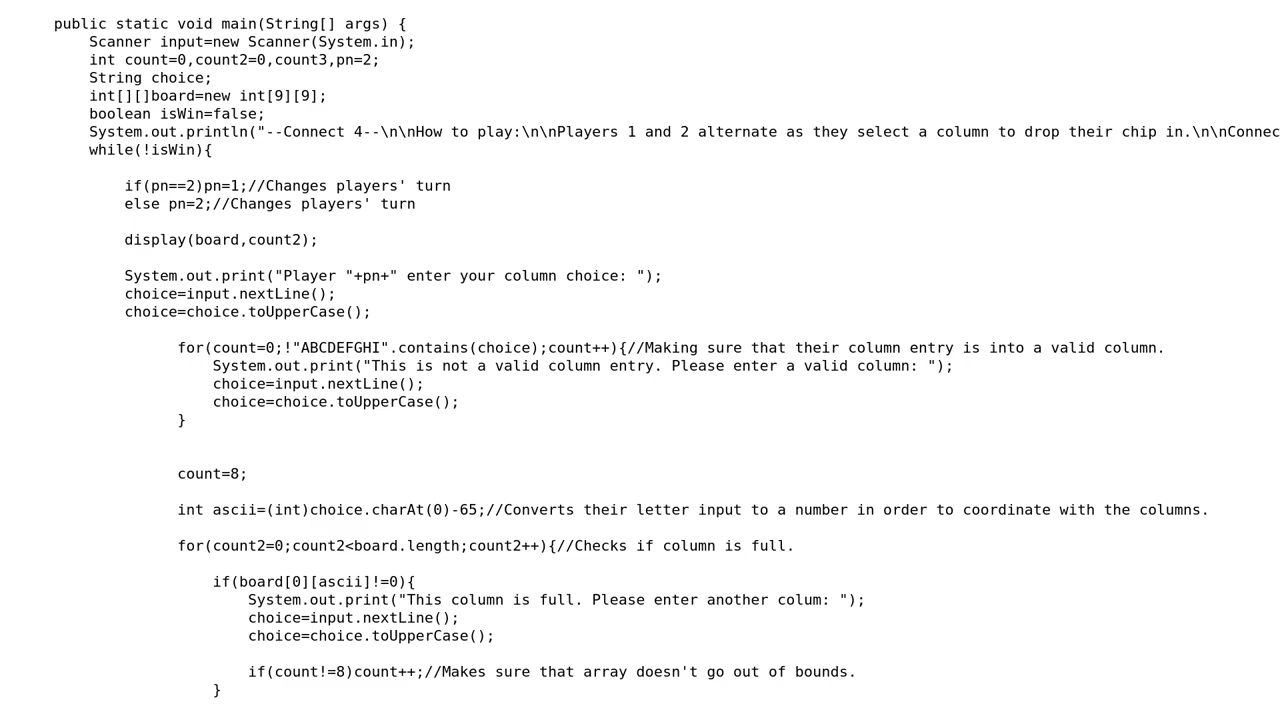 public static void main(String[] args) {
Scanner input=new Scanner(System.in);
int count=0,count2=0,count3,pn=2;
String choice;
int[][]board=new int[9][9];
boolean isWin=false;
System.out.println("--Connect 4--\n\nHow to play:\n\nPlayers 1 and 2 alternate as they select a column to drop their chip in.\n\nConnec
while(!isWin){
if(pn==2)pn=1;//Changes players' turn
else pn=2;//Changes players' turn
display(board,count2);
System.out.print("Player "+pn+" enter your column choice: ");
choice=input.nextLine();
choice=choice.toUpperCase();
for(count=0;!"ABCDEFGHI".contains(choice);count++){//Making sure that their column entry is into a valid column.
System.out.print("This is not a valid column entry. Please enter a valid column: ");
choice=input.nextLine();
choice=choice.toUpperCase();
}
count=8;
int ascii=(int)choice.charAt(0)-65;//Converts their letter input to a number in order to coordinate with the columns.
for(count2=0;count2<board.length;count2++){//Checks if column is full.
if(board[0][ascii]!=0){
System.out.print("This column is full. Please enter another colum: ");
choice=input.nextLine();
choice=choice.toUpperCase();
if(count!=8)count++;//Makes sure that array doesn't go out of bounds.
}